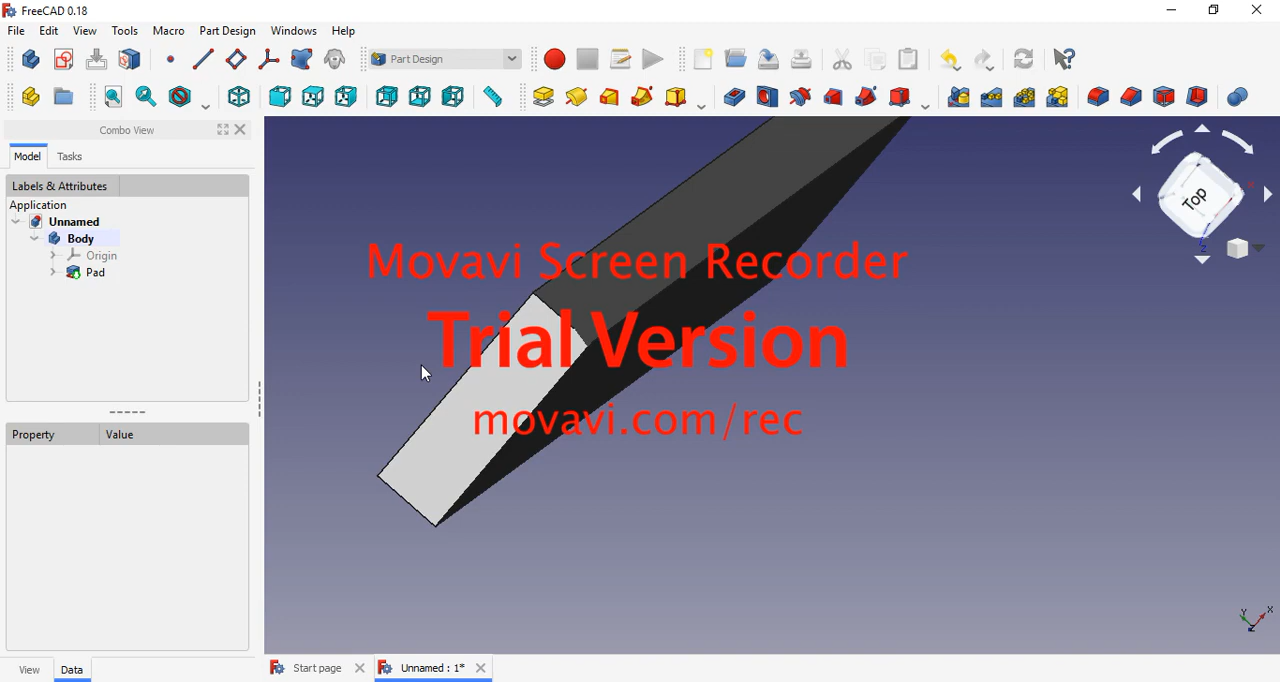 FreeCAD 0.18
File Edit View Tools Macro Part Design Windows Help
Part Design
Combo View
Model Tasks
Labels & Attributes
Application
Unnamed
Body
Origin
Pad
Property Value
View Data
Start page Unnamed : 1*
Movavi Screen Recorder
Trial Version
movavi.com/rec
Top
X
Z
Y X
Z